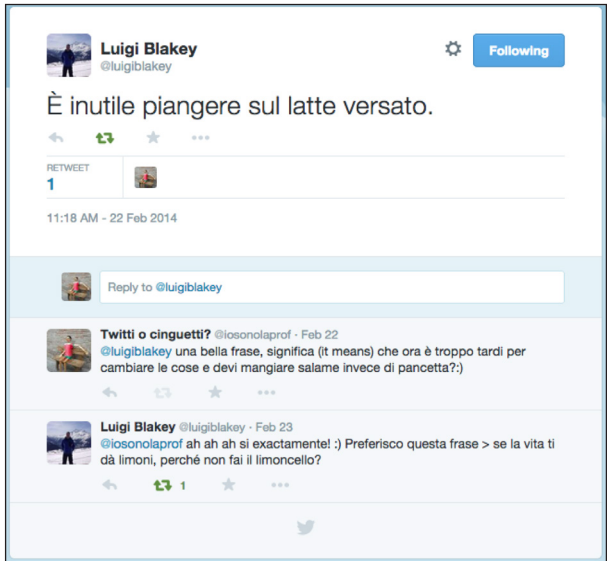 Luigi Blakey
@luigiblakey
Following
È inutile piangere sul latte versato.
RETWEET
1
11:18 AM - 22 Feb 2014
Reply to @luigiblakey
Twitti o cinguetti? @iosonolaprof · Feb 22
@luigiblakey una bella frase, significa (it means) che ora è troppo tardi per
cambiare le cose e devi mangiare salame invece di pancetta?:)
Luigi Blakey @luigiblakey · Feb 23
@iosonolaprof ah ah ah si exactamente! :) Preferisco questa frase > se la vita ti
dà limoni, perché non fai il limoncello?
1